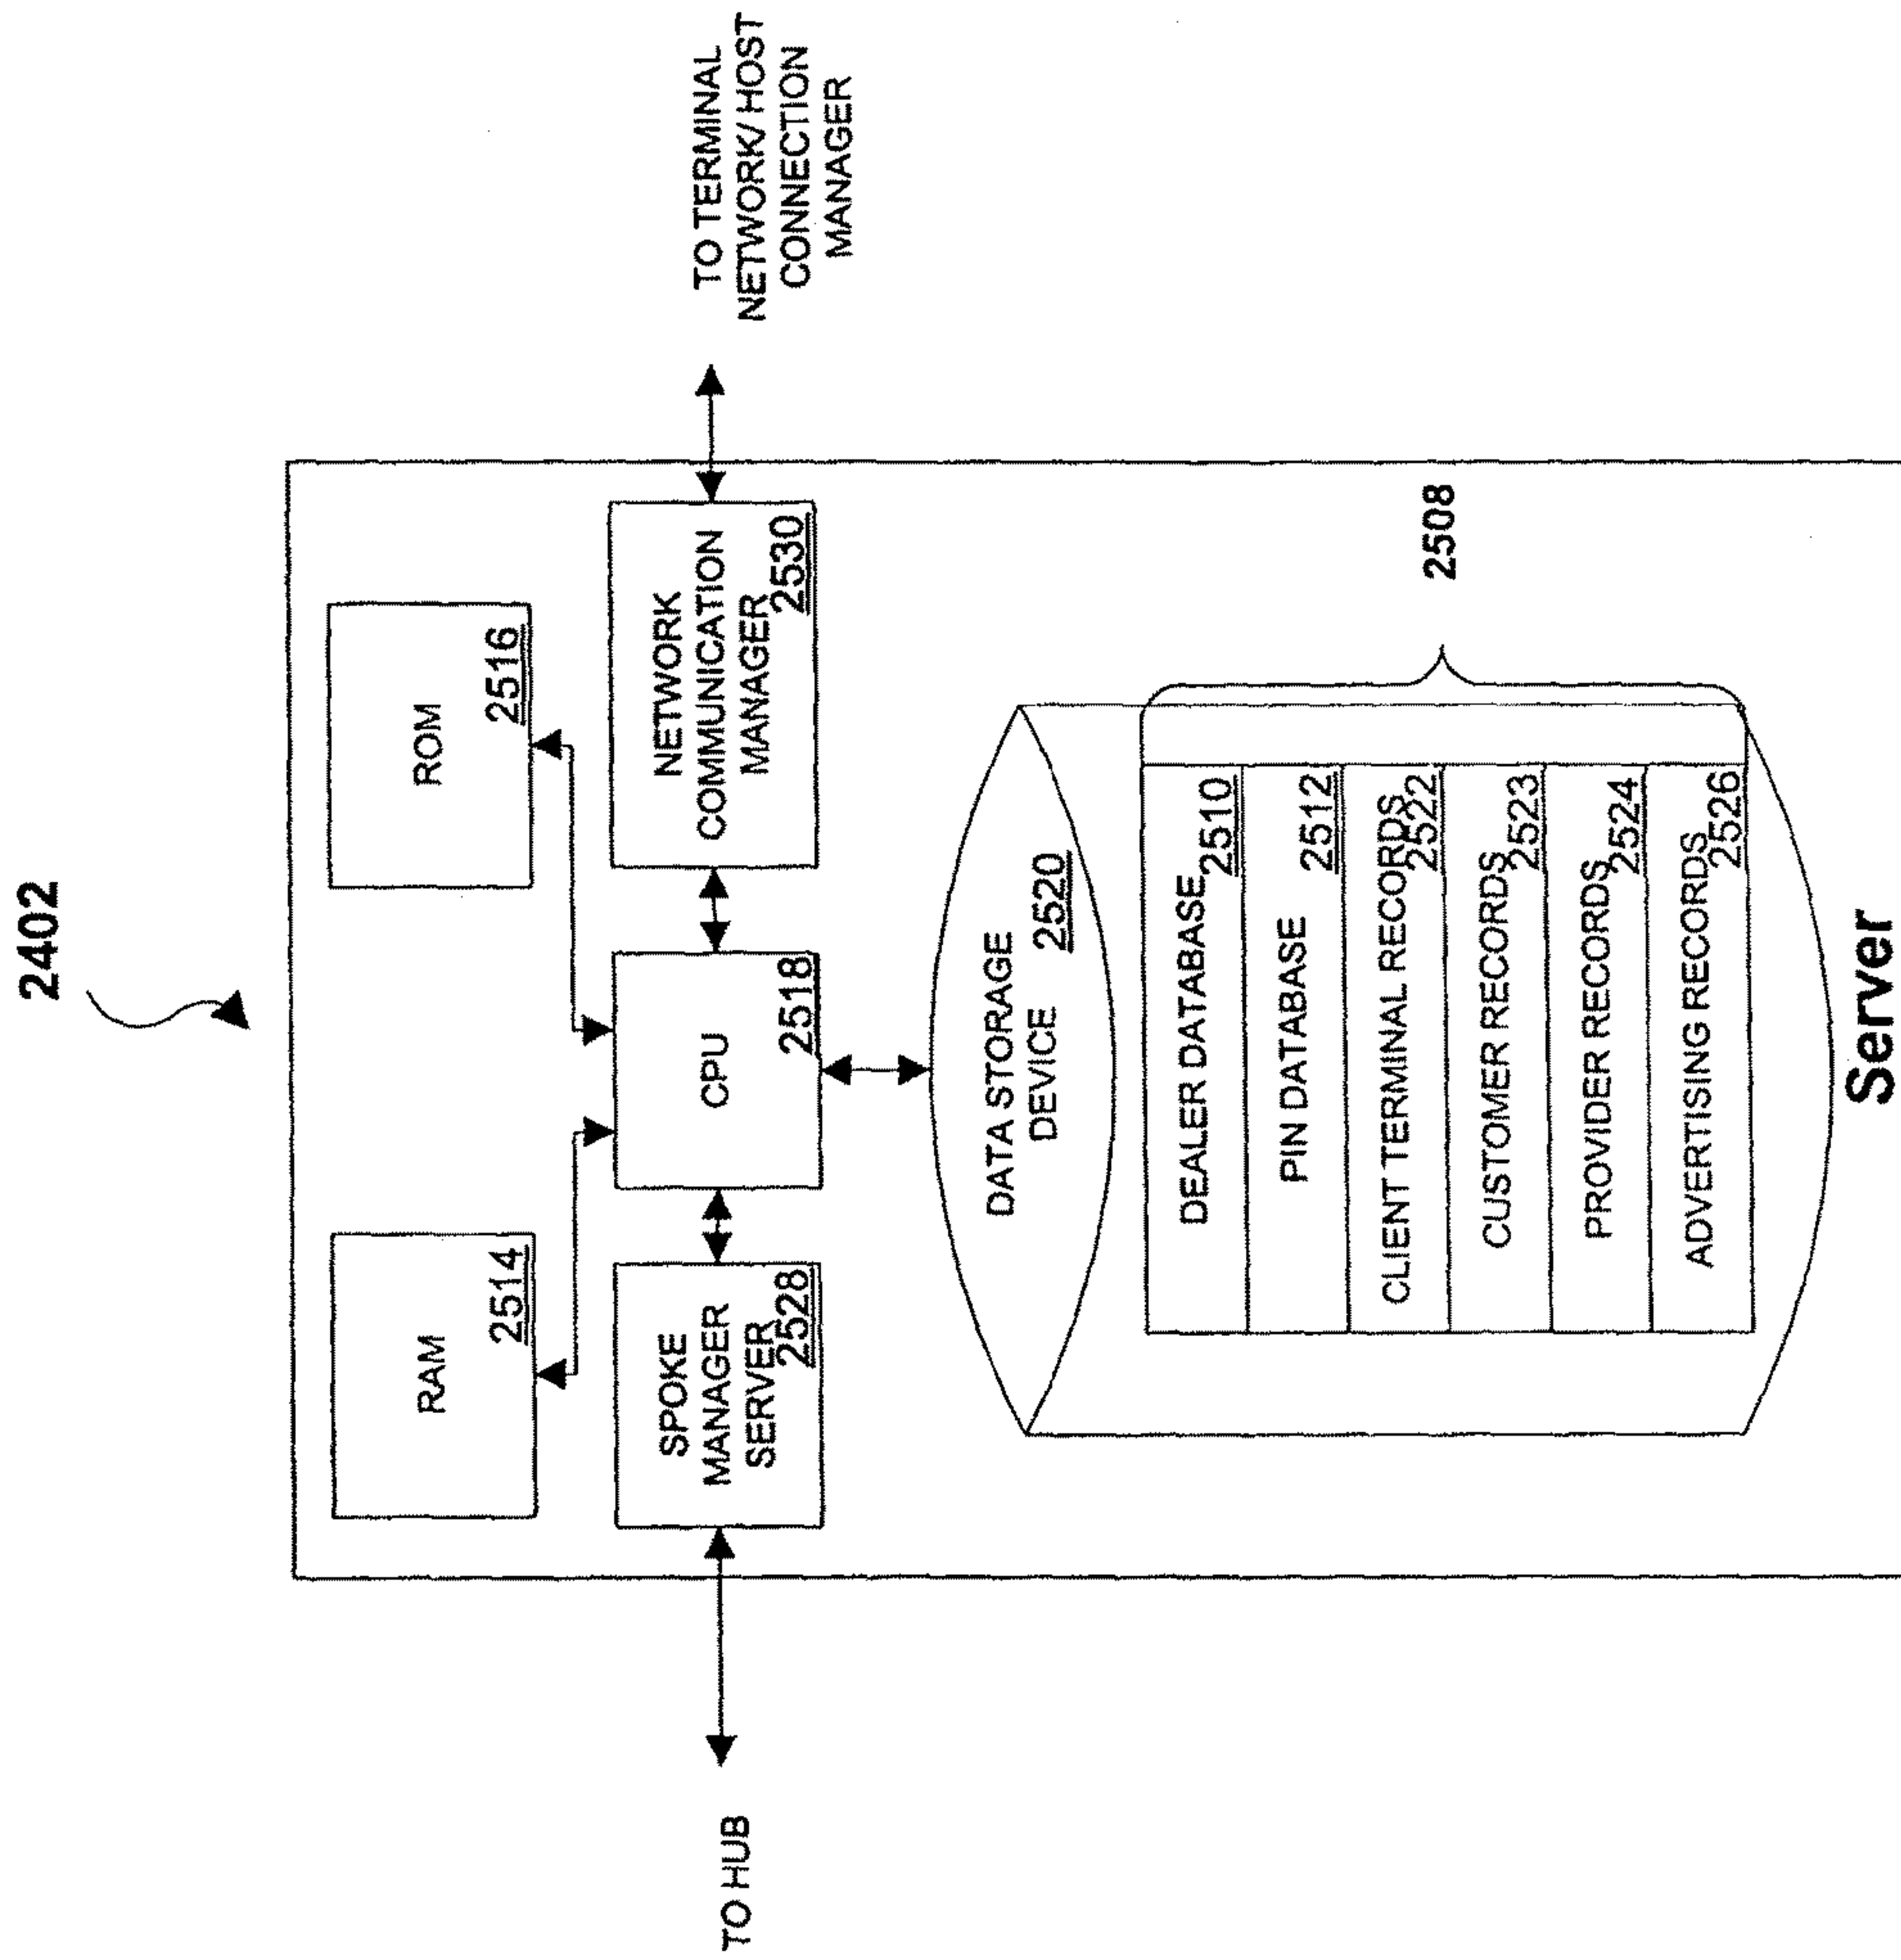 2402
RAM
2514
ROM
2516
TO HUB
SPOKE
MANAGER
SERVER
2528
CPU
2518
NETWORK
COMMUNICATION
MANAGER
2530
TO TERMINAL
NETWORK/ HOST
CONNECTION
MANAGER
DATA STORAGE
DEVICE 2520
DEALER DATABASE 2510
PIN DATABASE 2512
CLIENT TERMINAL RECORDS 2522
CUSTOMER RECORDS 2523
PROVIDER RECORDS 2524
ADVERTISING RECORDS 2526
2508
Server